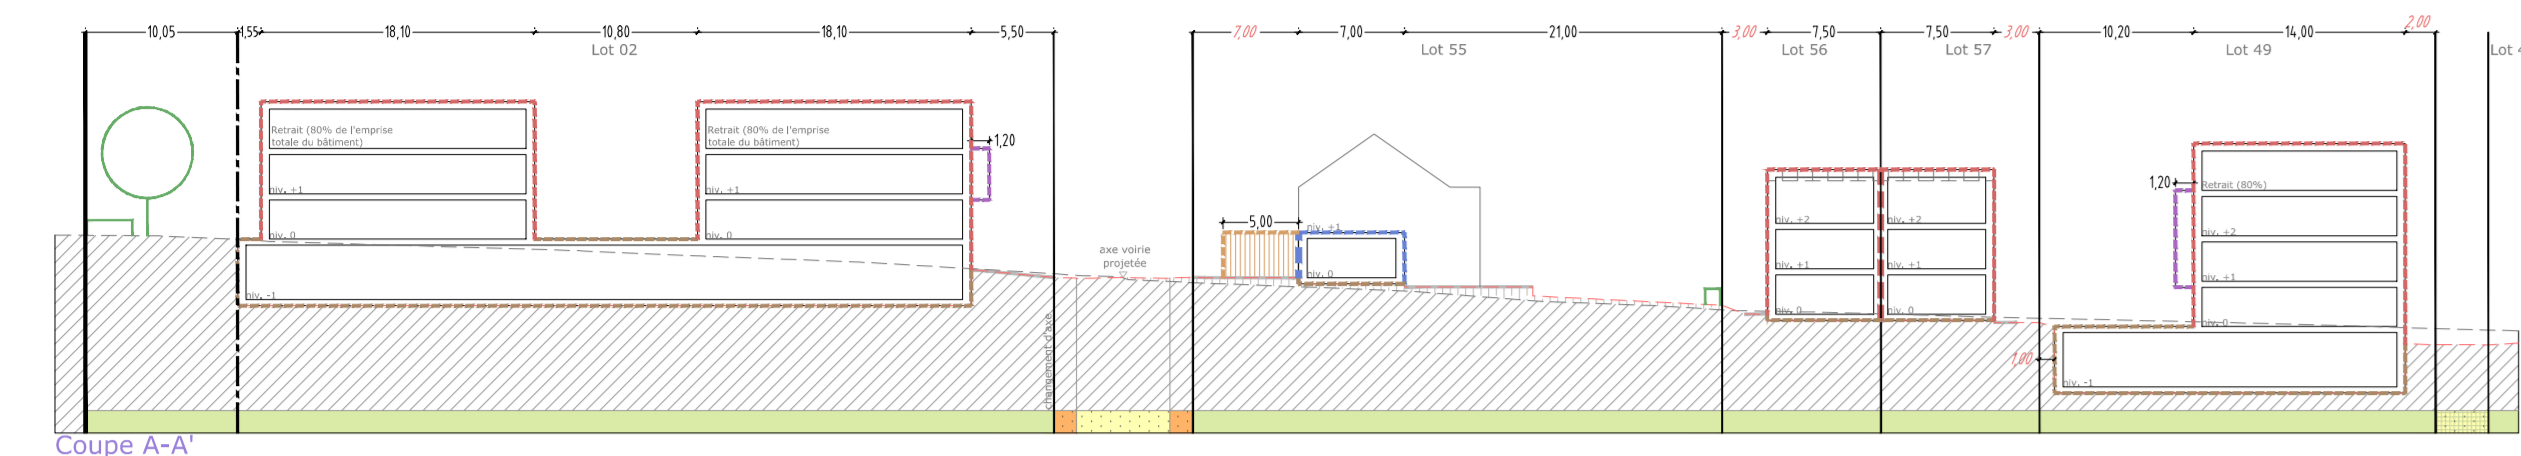 10,05
1,55
18,10
10,80
18,10
5,50
7,00
7,00
21,00
3,00
7,50
7,50
3,00
10,20
14,00
2,00
Lot 02
Lot 55
Lot 56
Lot 57
Lot 49
Lot
Retrait (80% de l'emprise
totale du bâtiment)
niv. +1
niv. 0
Retrait (80% de l'emprise
totale du bâtiment)
niv. +1
niv. 0
1,20
niv. -1
changement d'axe
axe voirie
projetée
5,00
niv. +1
niv. 0
niv. +2
niv. +1
niv. 0
niv. +2
niv. +1
niv. 0
1,20
Retrait (80%)
niv. +2
niv. +1
niv. 0
1,00
niv. -1
Coupe A-A'